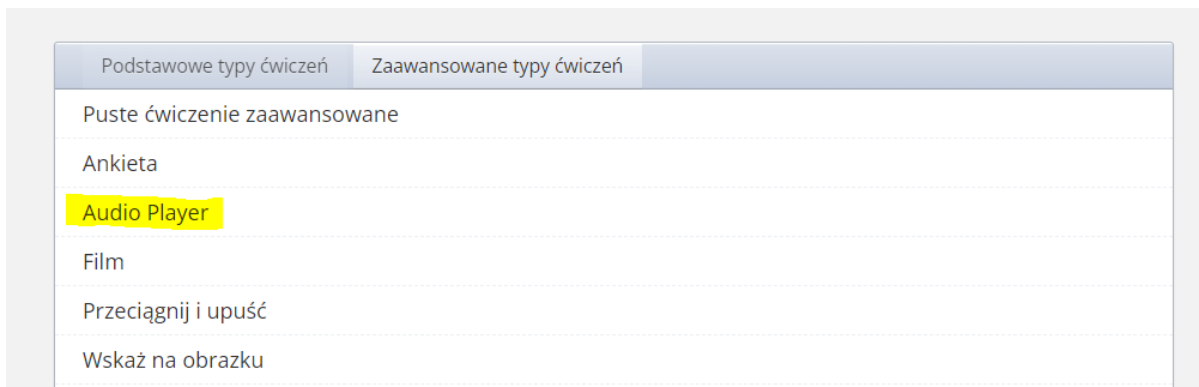 Podstawowe typy ćwiczeń Zaawansowane typy ćwiczeń
Puste ćwiczenie zaawansowane
Ankieta
Audio Player
Film
Przeciągnij i upuść
Wskaż na obrazku